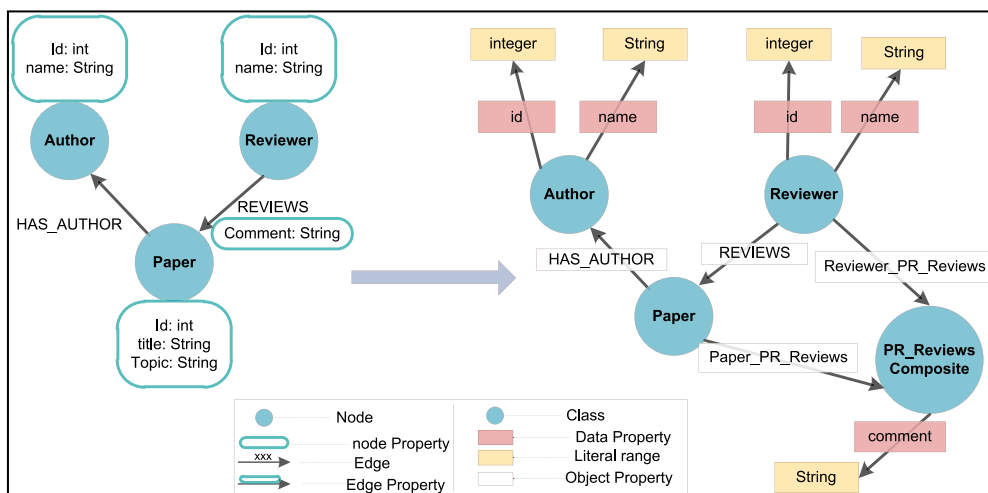 Id: int
name: String
Id: int
name: String
Author
Reviewer
HAS_AUTHOR
REVIEWS
Comment: String
Paper
Id: int
title: String
Topic: String
integer
String
integer
String
id
name
id
name
Author
Reviewer
HAS_AUTHOR
REVIEWS
Reviewer_PR_Reviews
Paper
Paper_PR_Reviews
PR_Reviews
Composite
comment
String
Node
node Property
xxx
Edge
Edge Property
Class
Data Property
Literal range
Object Property